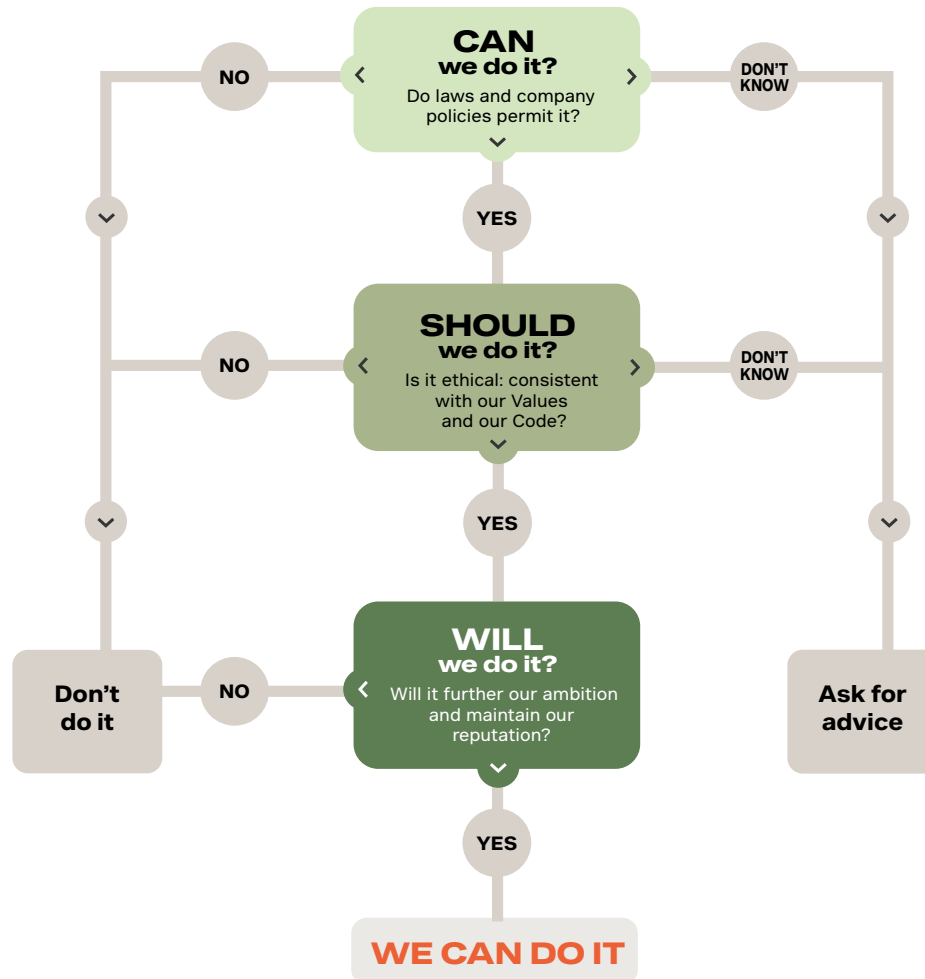 CAN
we do it?
Do laws and company
policies permit it?
NO
DON'T
KNOW
YES
SHOULD
we do it?
Is it ethical: consistent
with our Values
and our Code?
NO
DON'T
KNOW
YES
WILL
we do it?
Will it further our ambition
and maintain our
reputation?
NO
Don't
do it
Ask for
advice
YES
WE CAN DO IT